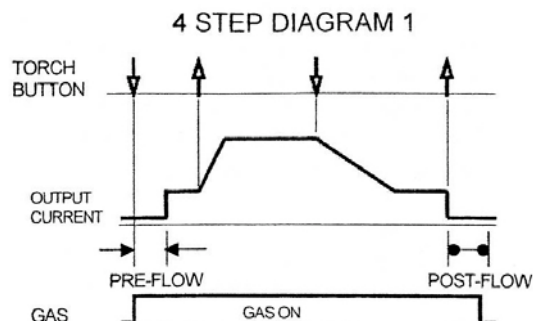 4 STEP DIAGRAM 1
TORCH
BUTTON
OUTPUT
CURRENT
PRE-FLOW
POST-FLOW
GAS
GAS ON